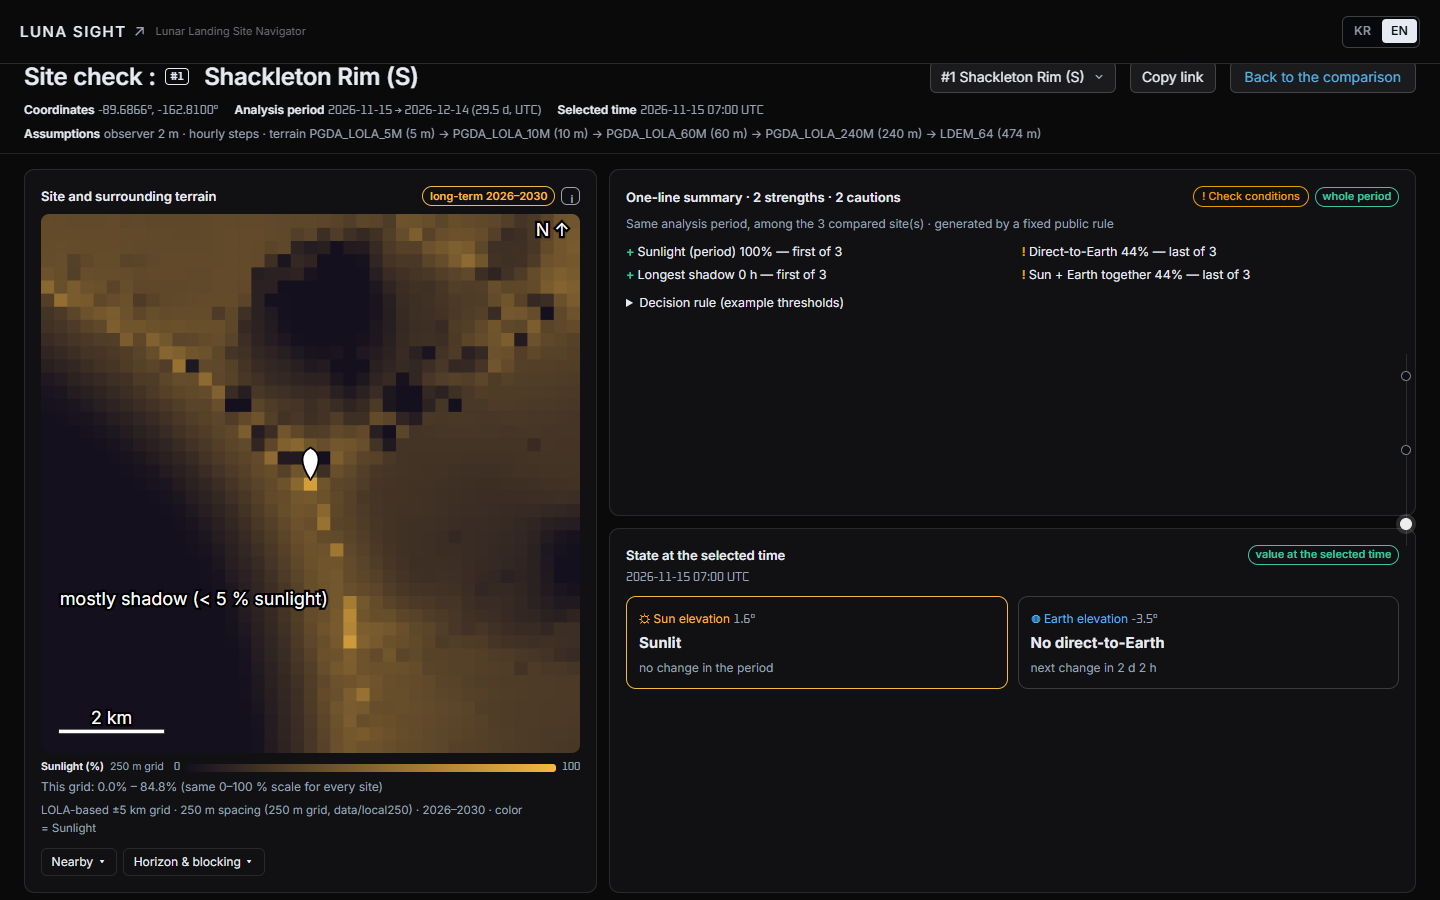 LUNA SIGHT ↗ Lunar Landing Site Navigator
KR EN
Site check : #1 Shackleton Rim (S)
#1 Shackleton Rim (S)
Copy link
Back to the comparison
Coordinates -89.6866°, -162.8100° Analysis period 2026-11-15 → 2026-12-14 (29.5 d, UTC) Selected time 2026-11-15 07:00 UTC
Assumptions observer 2 m · hourly steps · terrain PGDA_LOLA_5M (5 m) → PGDA_LOLA_10M (10 m) → PGDA_LOLA_60M (60 m) → PGDA_LOLA_240M (240 m) → LDEM_64 (474 m)
Site and surrounding terrain
long-term 2026–2030
i
N ↑
mostly shadow (< 5 % sunlight)
2 km
Sunlight (%) 250 m grid 0 100
This grid: 0.0% – 84.8% (same 0–100 % scale for every site)
LOLA-based ±5 km grid · 250 m spacing (250 m grid, data/local250) · 2026–2030 · color
= Sunlight
Nearby ▾
Horizon & blocking ▾
One-line summary · 2 strengths · 2 cautions
! Check conditions
whole period
Same analysis period, among the 3 compared site(s) · generated by a fixed public rule
+ Sunlight (period) 100% — first of 3
! Direct-to-Earth 44% — last of 3
+ Longest shadow 0 h — first of 3
! Sun + Earth together 44% — last of 3
▶ Decision rule (example thresholds)
State at the selected time
value at the selected time
2026-11-15 07:00 UTC
Sun elevation 1.6°
Sunlit
no change in the period
Earth elevation -3.5°
No direct-to-Earth
next change in 2 d 2 h